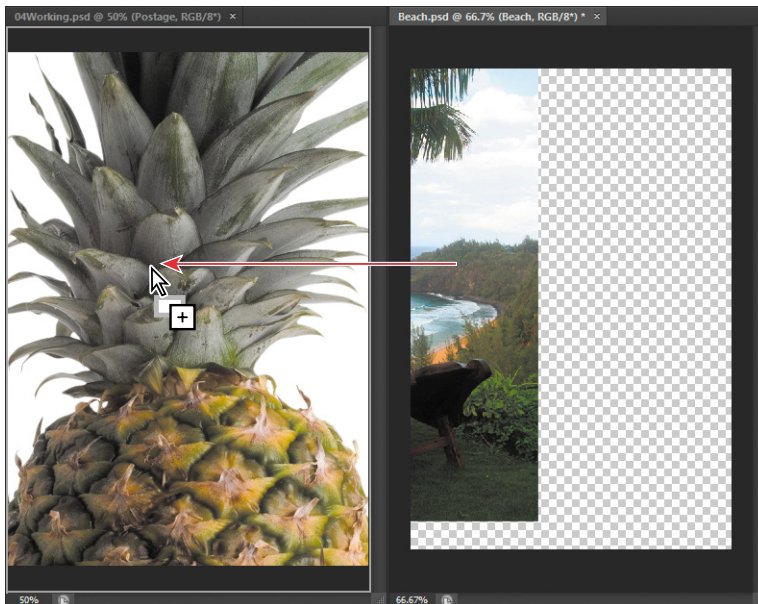 04Working.psd @ 50% (Postage, RGB/8*) ×
Beach.psd @ 66.7% (Beach, RGB/8*) * ×
50%
66.67%